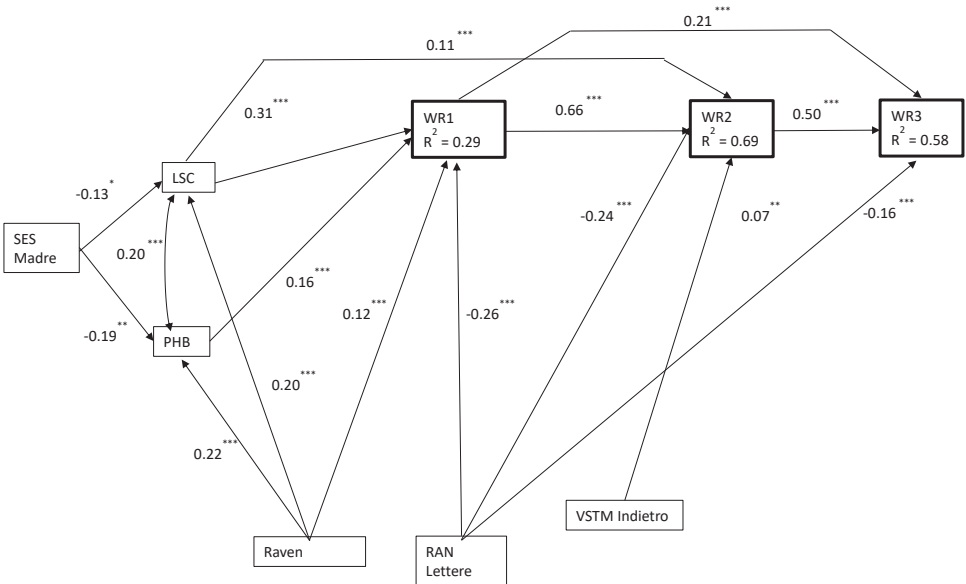 0.21***
0.11***
0.31***
WR1
R² = 0.29
0.66***
WR2
R² = 0.69
0.50***
WR3
R² = 0.58
LSC
-0.13*
SES
Madre
0.20***
-0.24***
0.07**
-0.16***
0.16***
0.12***
-0.26***
-0.19**
PHB
0.20***
0.22***
VSTM Indietro
Raven
RAN
Lettere